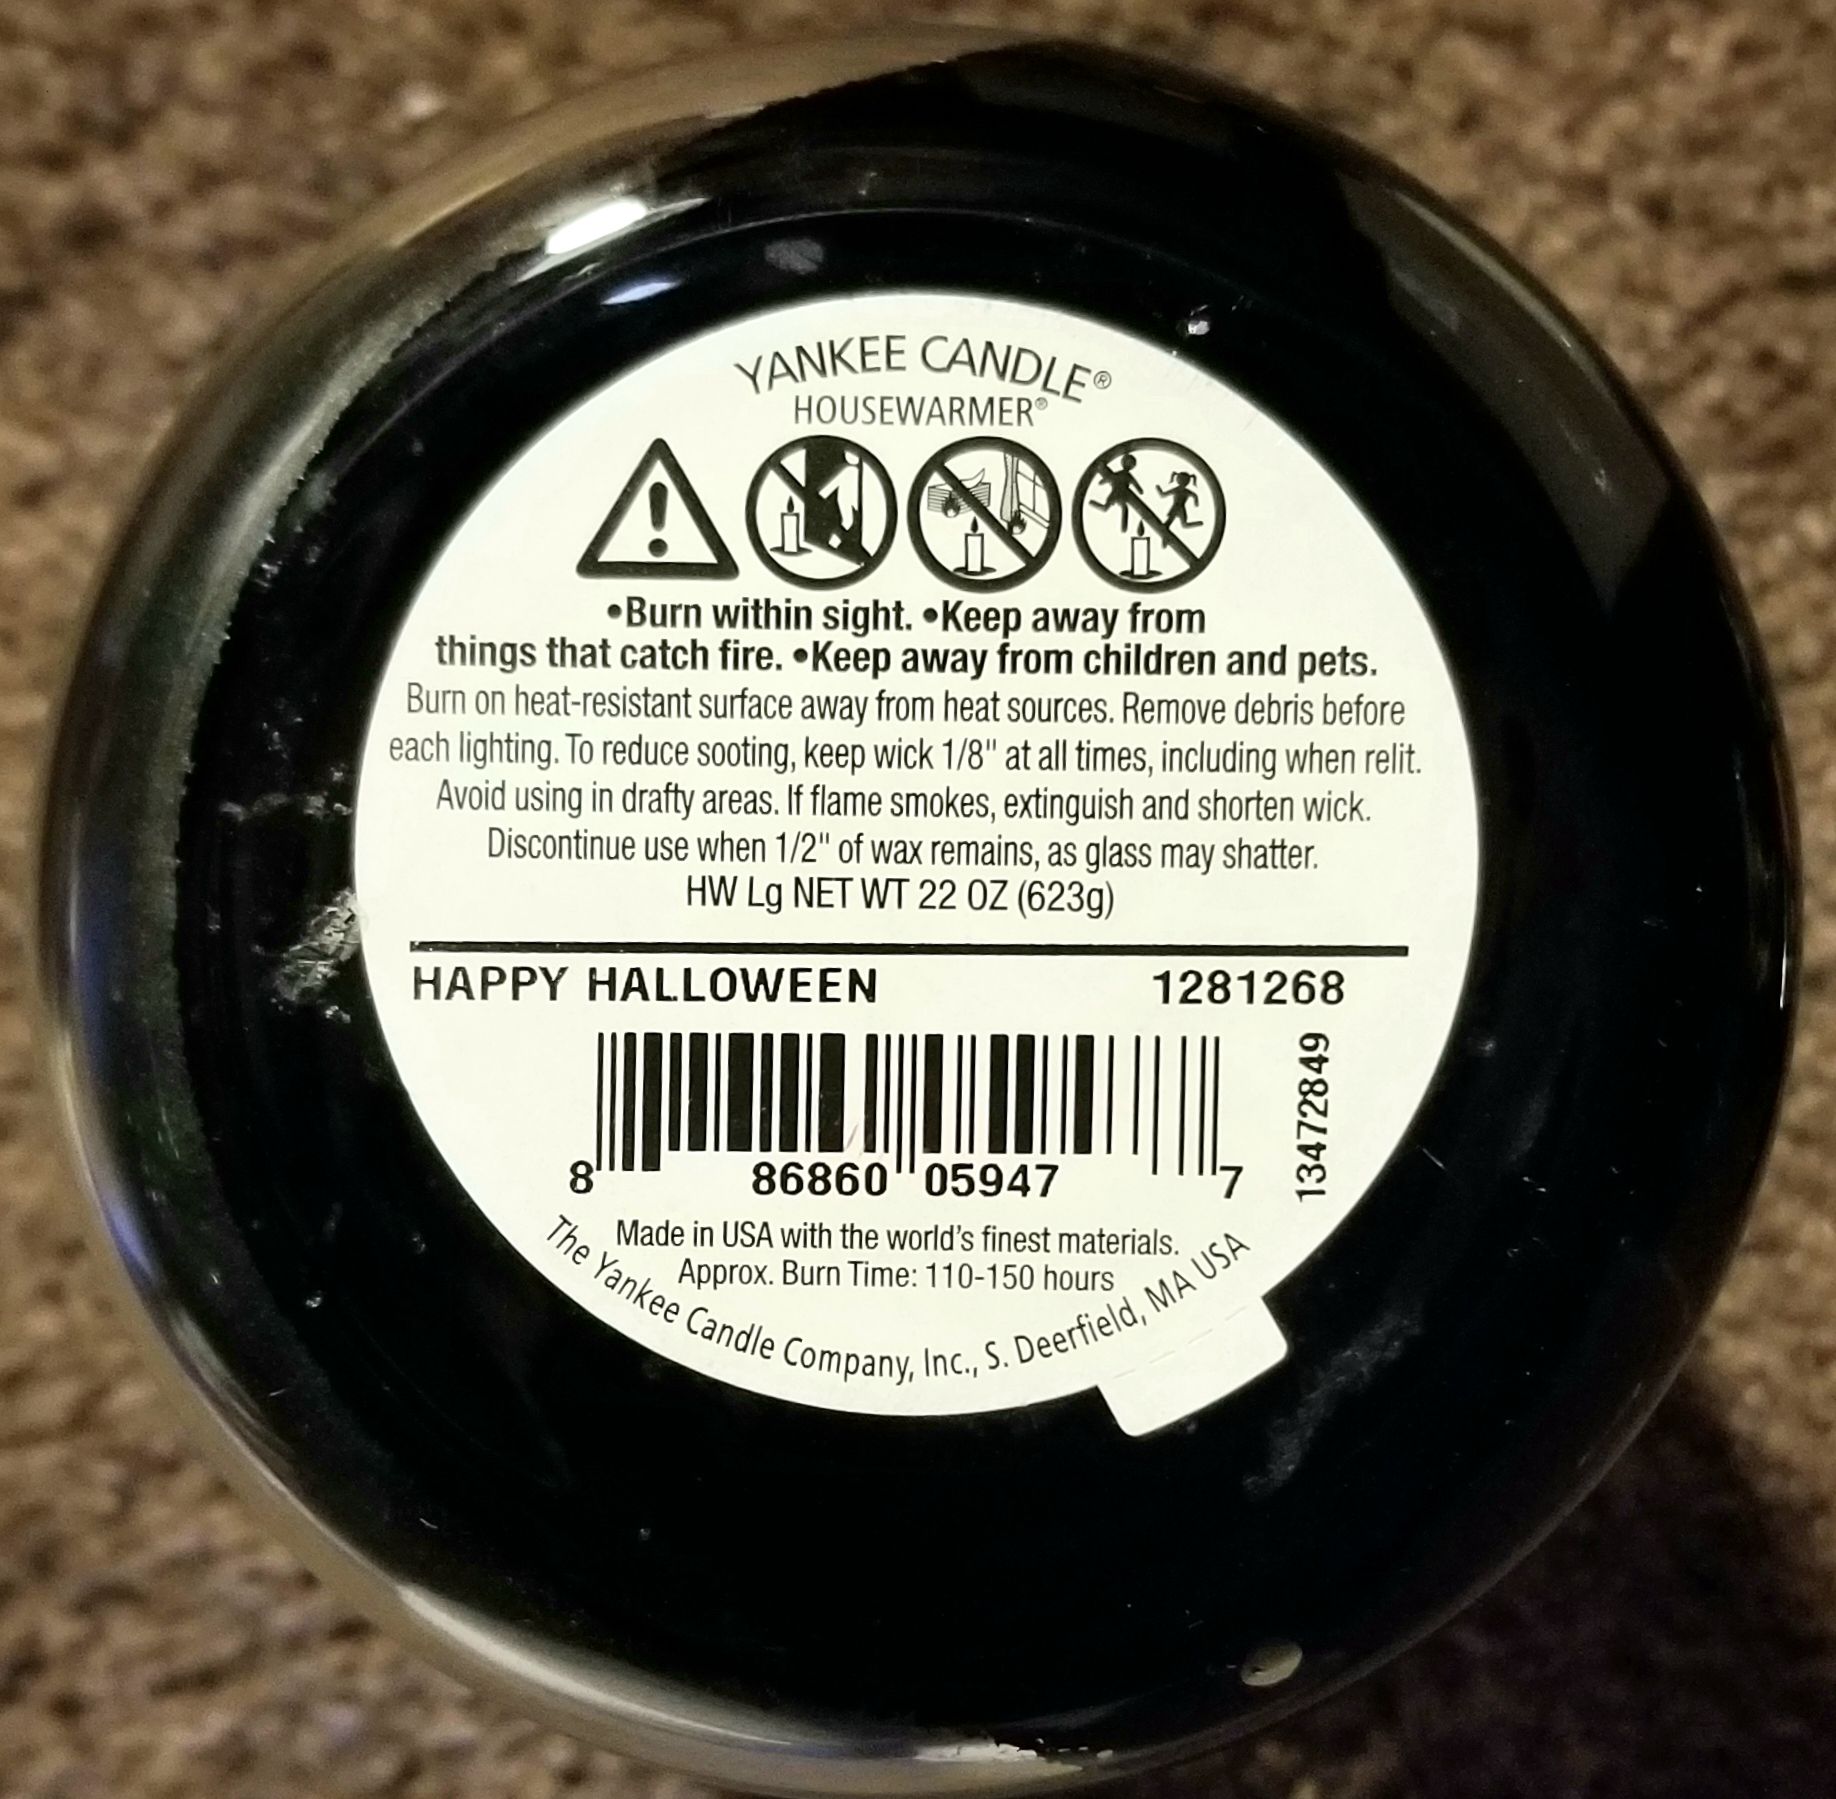 YANKEE CANDLE®
HOUSEWARMER®
•Burn within sight. •Keep away from
things that catch fire. •Keep away from children and pets.
Burn on heat-resistant surface away from heat sources. Remove debris before
each lighting. To reduce sooting, keep wick 1/8" at all times, including when relit.
Avoid using in drafty areas. If flame smokes, extinguish and shorten wick.
Discontinue use when 1/2" of wax remains, as glass may shatter.
HW Lg NET WT 22 OZ (623g)
HAPPY HALLOWEEN 1281268
13472849
8 86860 05947 7
Made in USA with the world's finest materials.
Approx. Burn Time: 110-150 hours
The Yankee Candle Company, Inc., S. Deerfield, MA USA